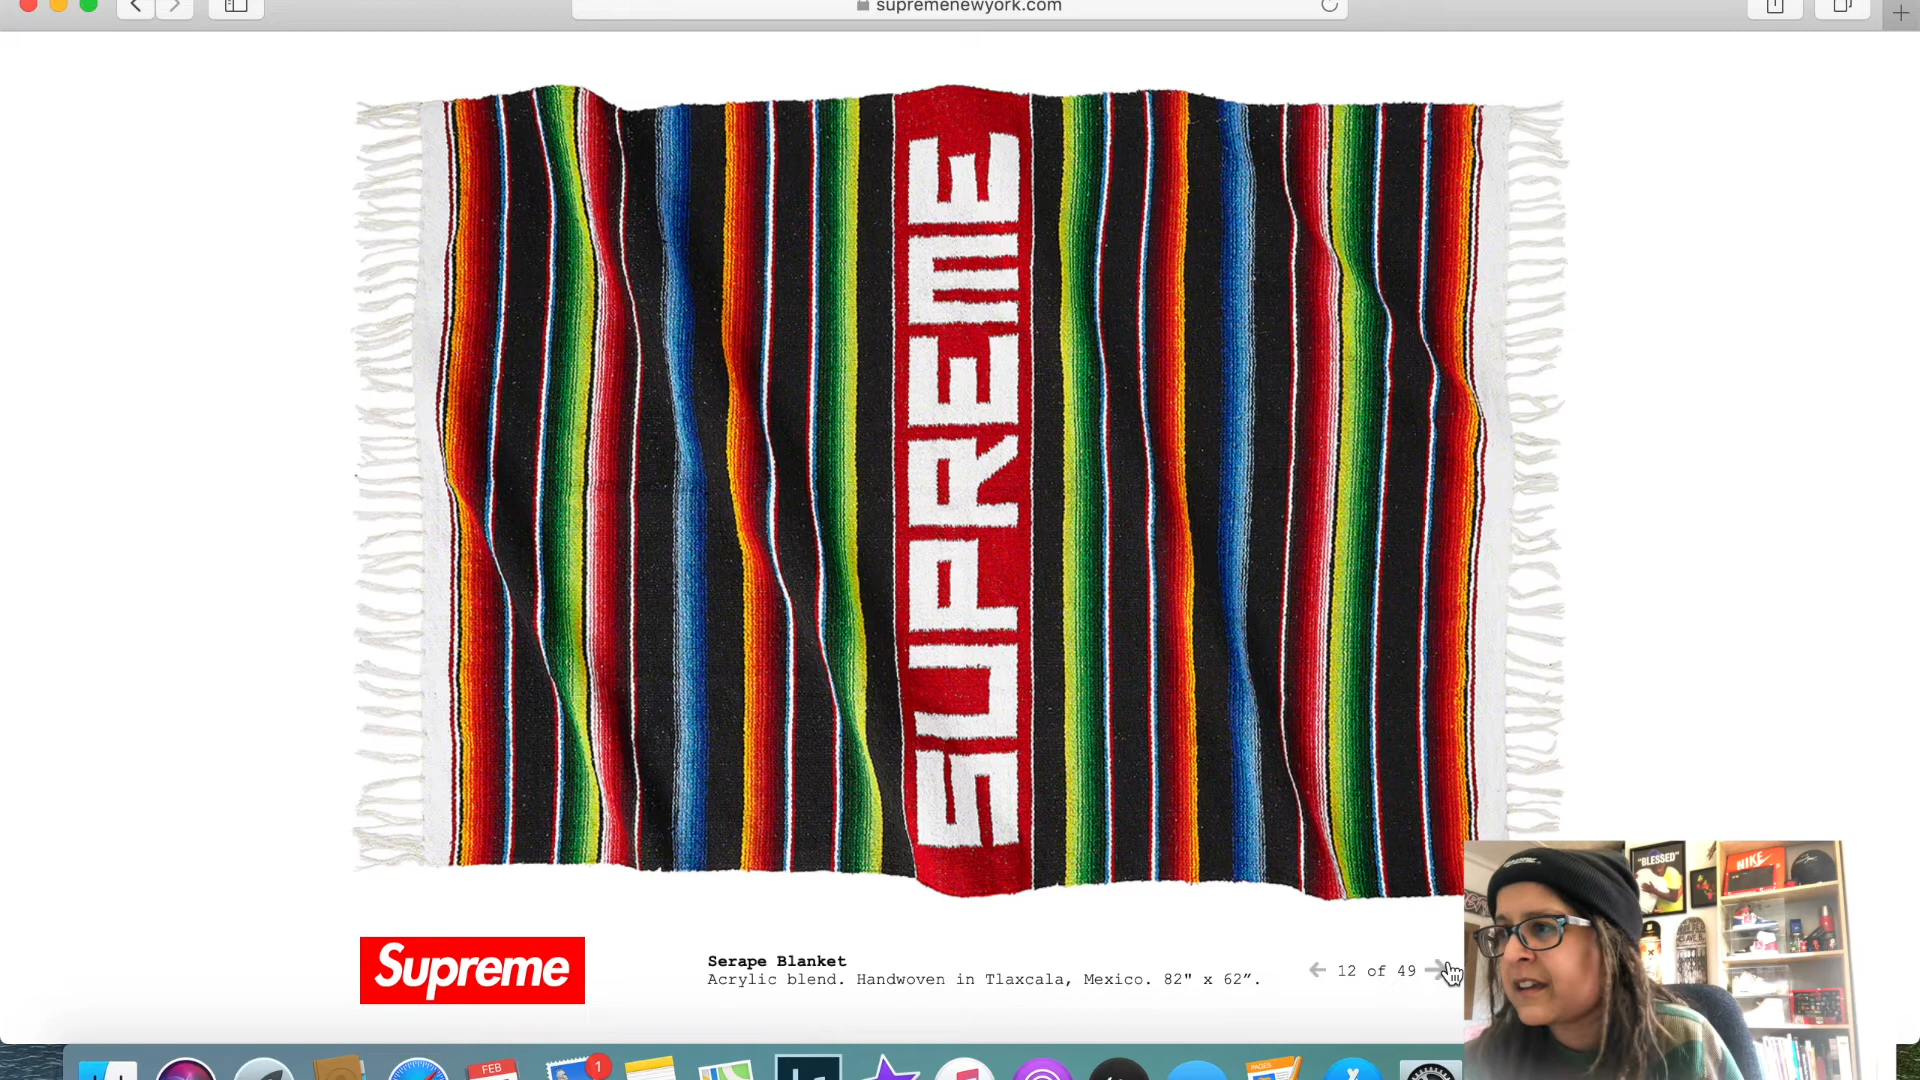 supremenewyork.com
SUPREME
Supreme
Serape Blanket
Acrylic blend. Handwoven in Tlaxcala, Mexico. 82" x 62”.
12 of 49
"BLESSED"
NIKE
FEB
1
PAGES